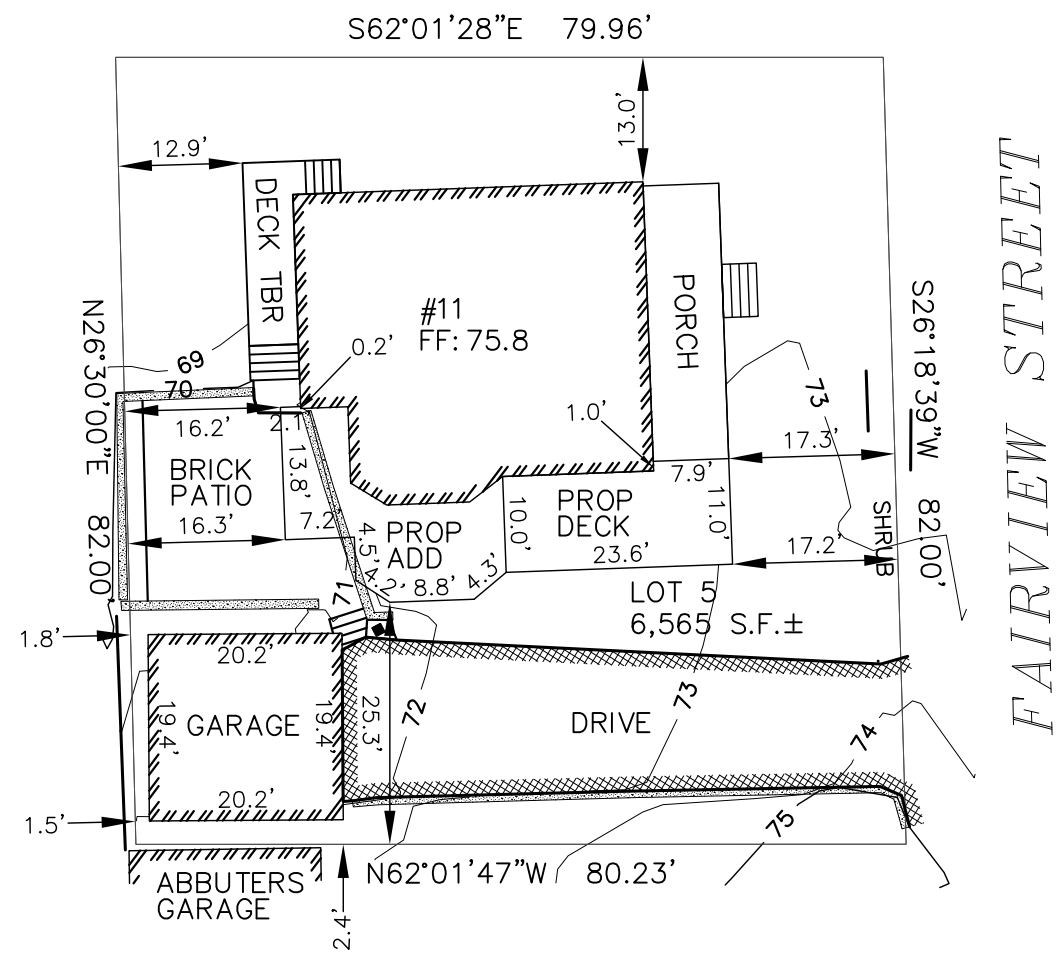 S62°01'28"E 79.96'
13.0'
12.9'
DECK TBR
#11
FF: 75.8
PORCH
FAIRVIEW STREET
N26°30'00"E 82.00'
S26°18'39"W 82.00'
69
70
0.2'
73
1.0'
16.2'
2.1'
17.3'
7.9'
BRICK
PATIO
13.8'
PROP
DECK
11.0'
10.0'
16.3'
7.2'
PROP
ADD
23.6'
17.2'
SHRUB
4.5'
4.2'
8.8'
4.3'
71
LOT 5
6,565 S.F.±
1.8'
20.2'
19.4'
GARAGE
19.4'
25.3'
72
73
DRIVE
74
20.2'
1.5'
75
N62°01'47"W 80.23'
ABBUTERS
GARAGE
2.4'